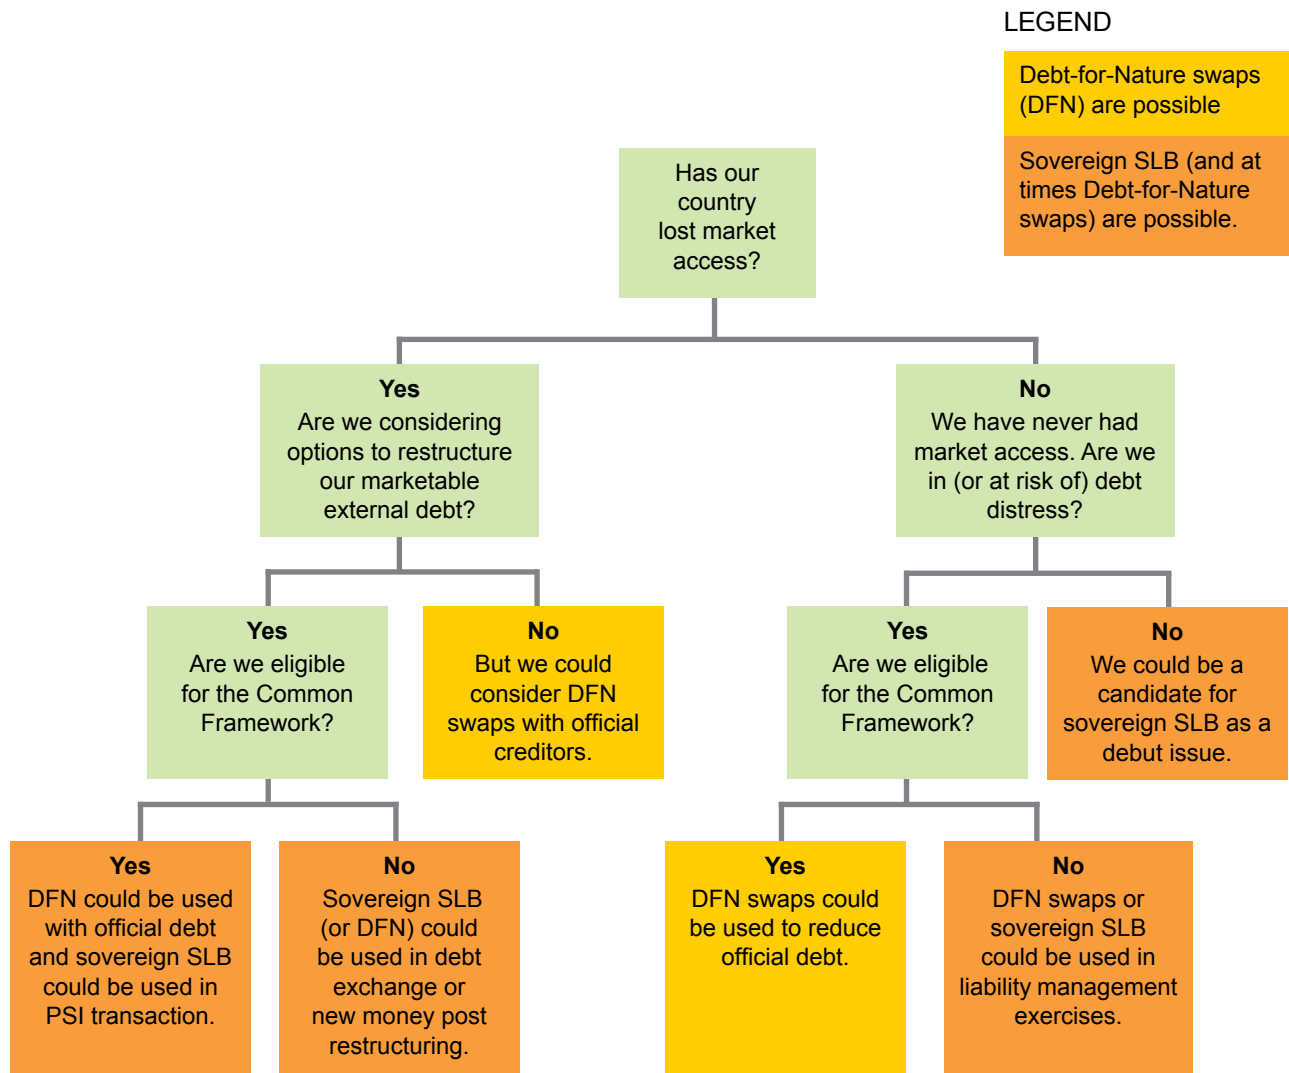 LEGEND
Debt-for-Nature swaps
(DFN) are possible
Sovereign SLB (and at
times Debt-for-Nature
swaps) are possible.
Has our
country
lost market
access?
Yes
Are we considering
options to restructure
our marketable
external debt?
No
We have never had
market access. Are we
in (or at risk of) debt
distress?
Yes
Are we eligible
for the Common
Framework?
No
But we could
consider DFN
swaps with official
creditors.
Yes
Are we eligible
for the Common
Framework?
No
We could be a
candidate for
sovereign SLB as a
debut issue.
Yes
DFN could be used
with official debt
and sovereign SLB
could be used in
PSI transaction.
No
Sovereign SLB
(or DFN) could
be used in debt
exchange or
new money post
restructuring.
Yes
DFN swaps could
be used to reduce
official debt.
No
DFN swaps or
sovereign SLB
could be used in
liability management
exercises.